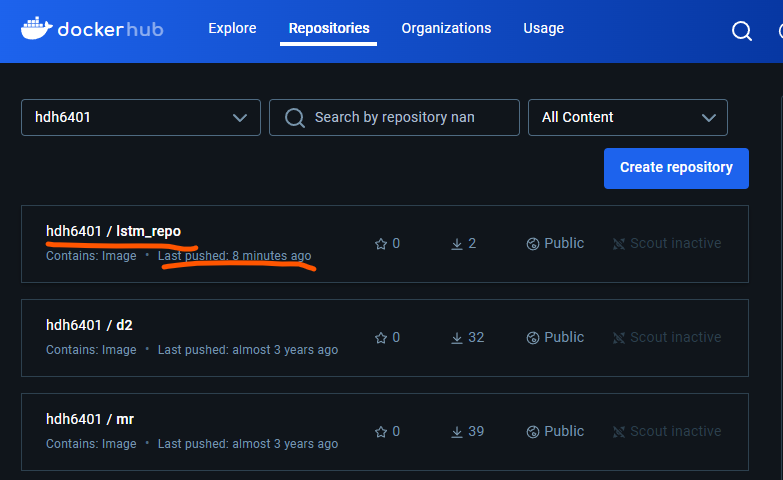 dockerhub Explore Repositories Organizations Usage
hdh6401 Search by repository nan All Content
Create repository
hdh6401 / lstm_repo
Contains: Image • Last pushed: 8 minutes ago
0 2 Public Scout inactive
hdh6401 / d2
Contains: Image • Last pushed: almost 3 years ago
0 32 Public Scout inactive
hdh6401 / mr
Contains: Image • Last pushed: almost 3 years ago
0 39 Public Scout inactive